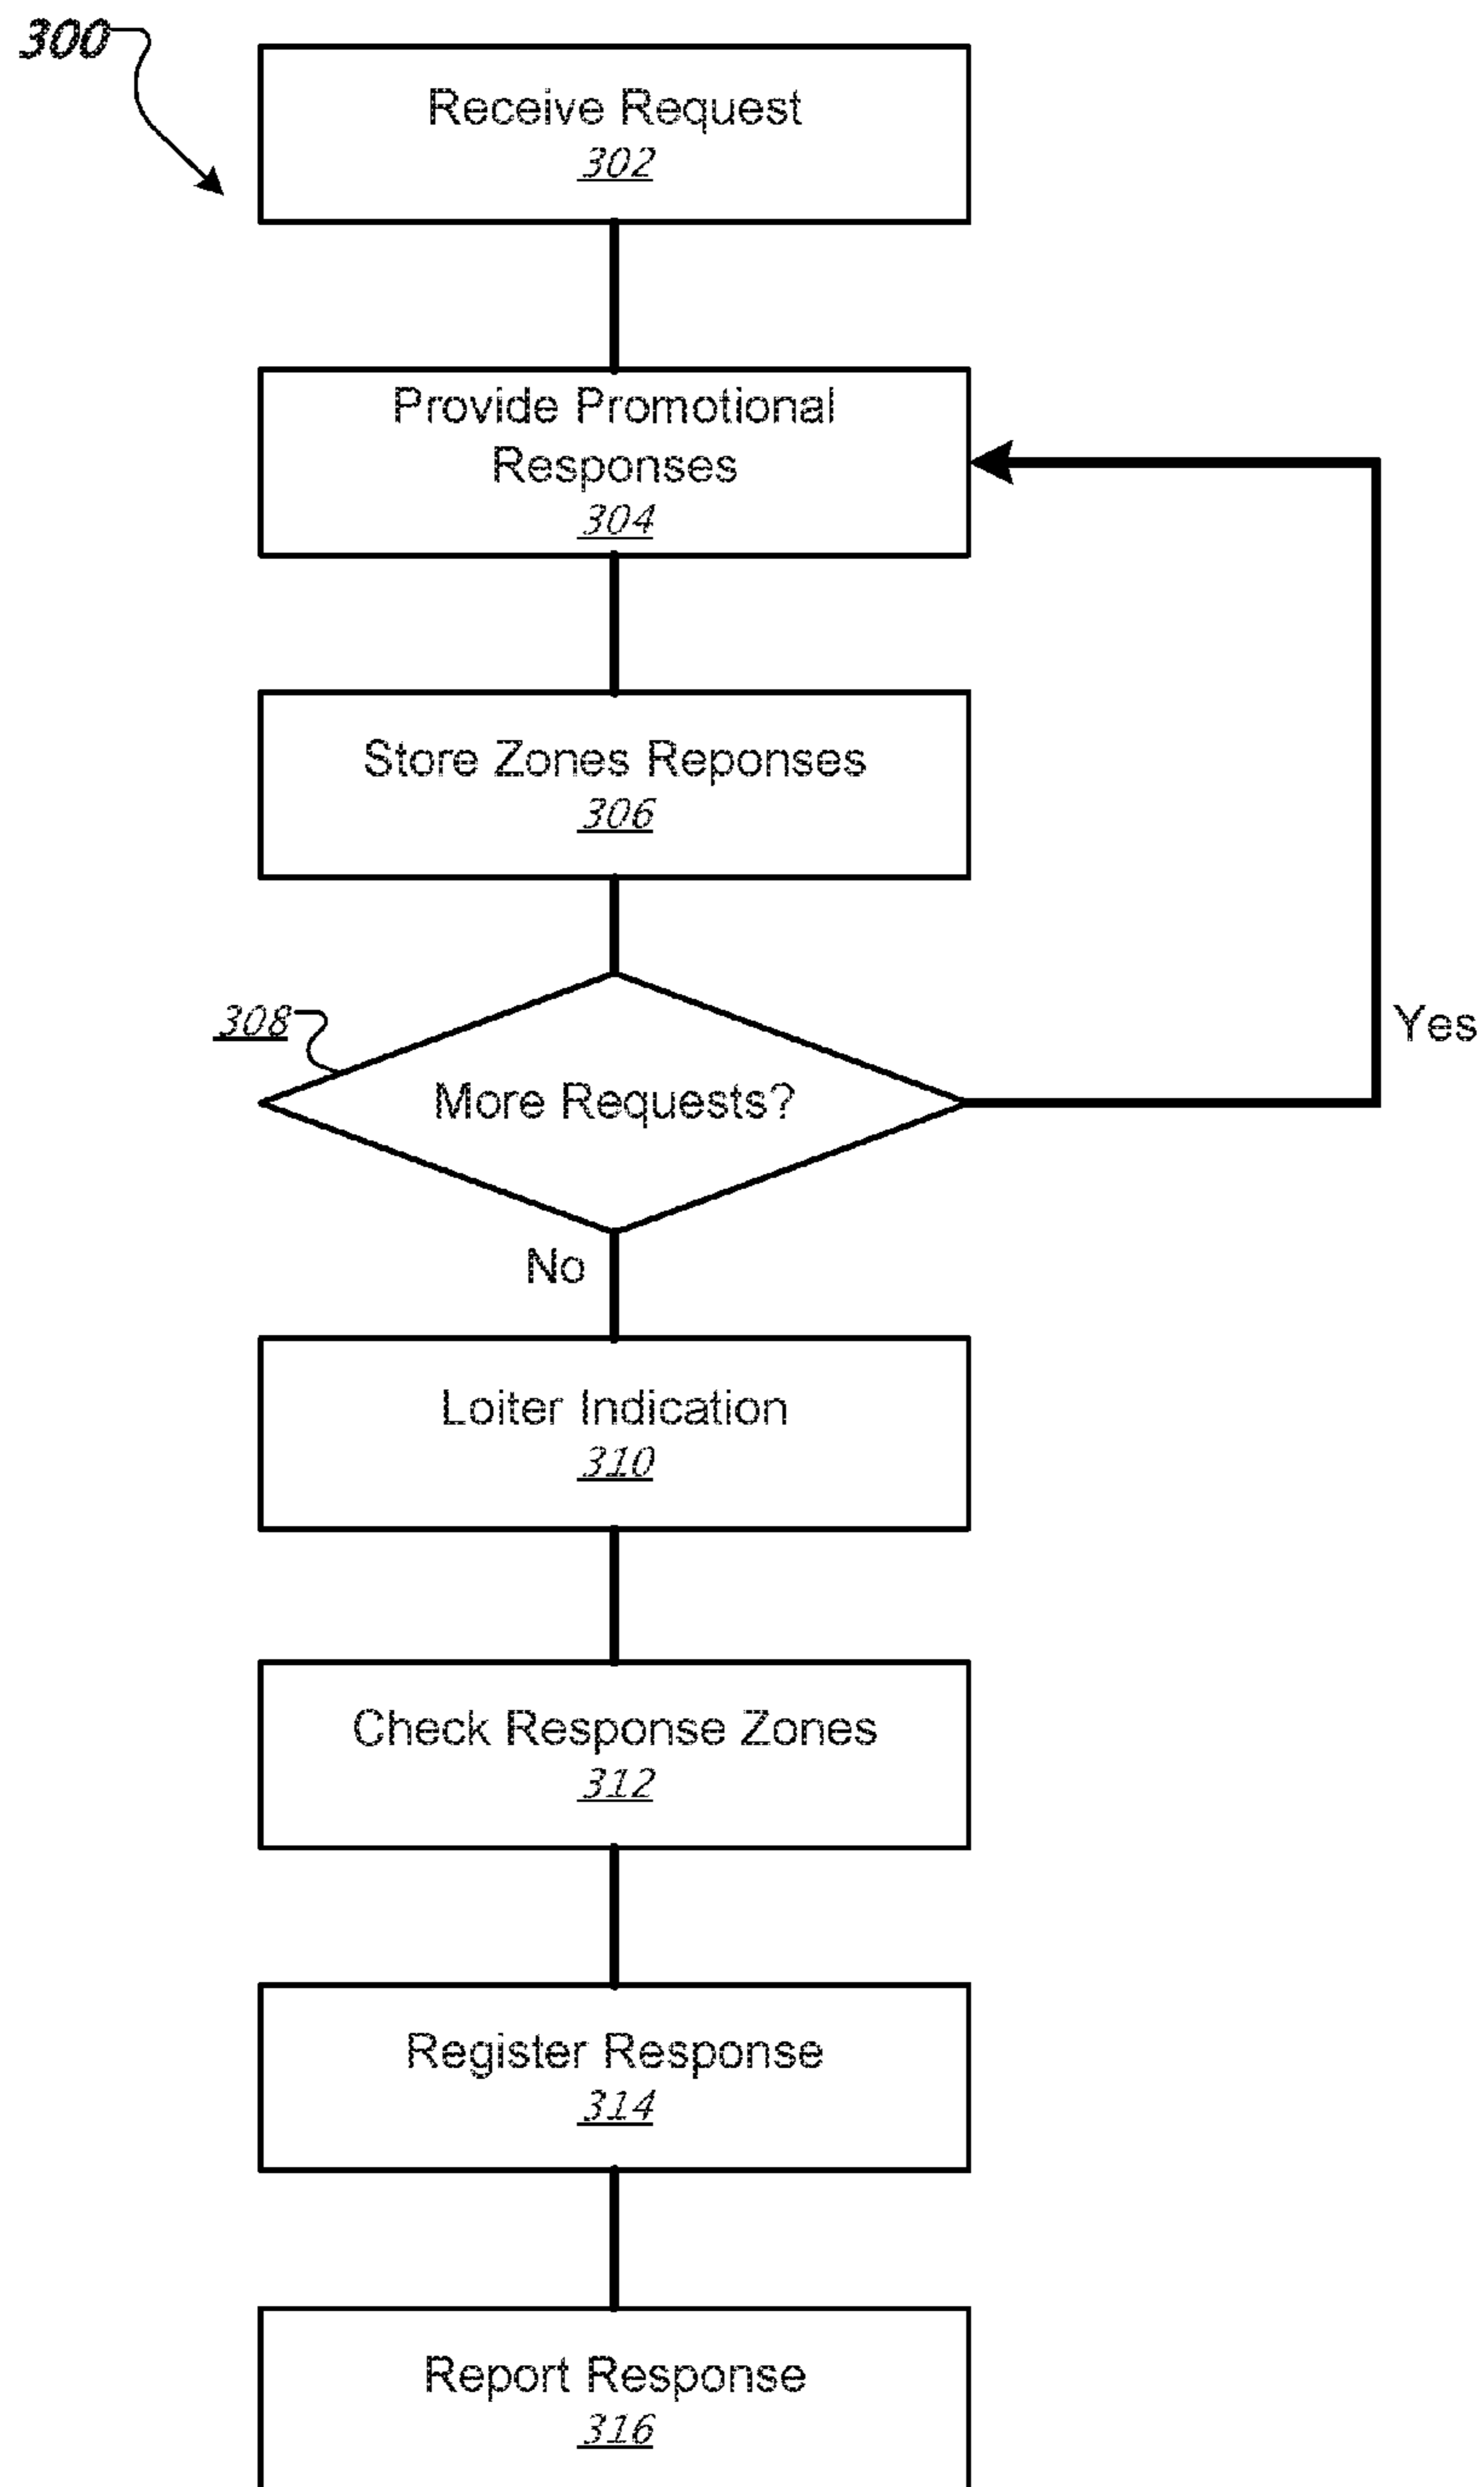 300
Receive Request
302
Provide Promotional
Responses
304
Store Zones Reponses
306
308
More Requests?
Yes
No
Loiter Indication
310
Check Response Zones
312
Register Response
314
Report Response
316